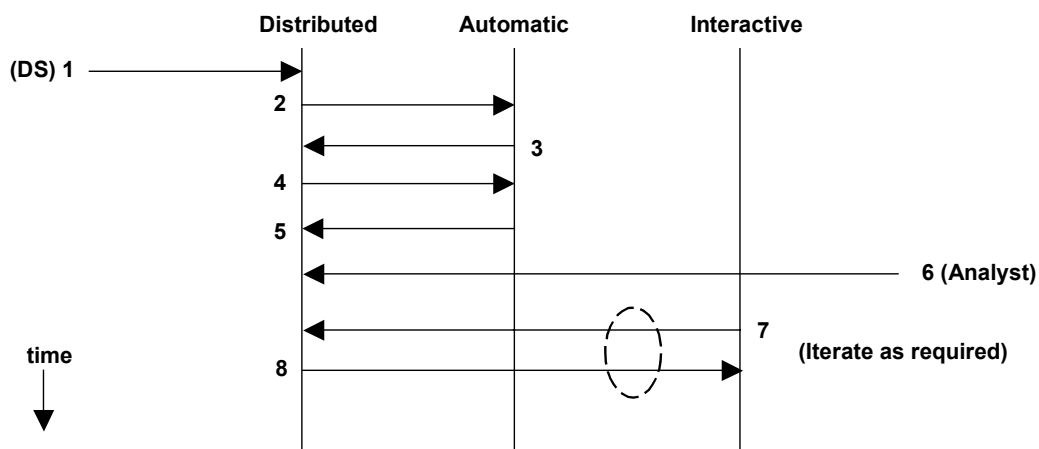 Distributed Automatic Interactive
(DS) 1
2
3
4
5
6 (Analyst)
7
(Iterate as required)
time
8